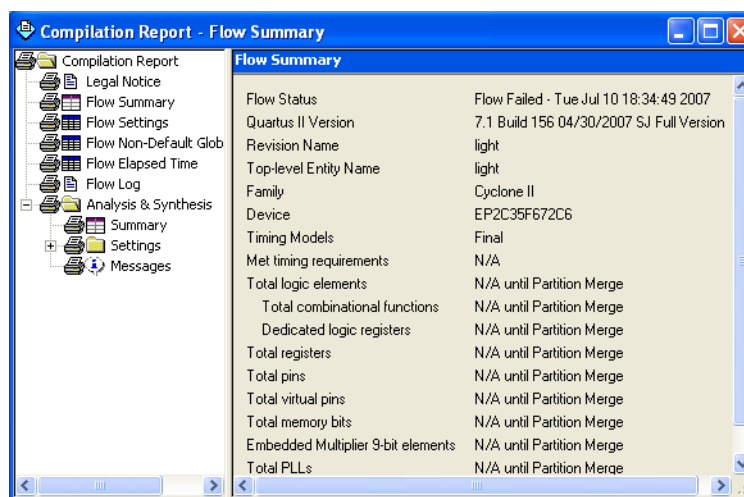 Compilation Report - Flow Summary
Compilation Report
Legal Notice
Flow Summary
Flow Settings
Flow Non-Default Glob
Flow Elapsed Time
Flow Log
Analysis & Synthesis
Summary
Settings
Messages
Flow Summary
Flow Status Flow Failed - Tue Jul 10 18:34:49 2007
Quartus II Version 7.1 Build 156 04/30/2007 SJ Full Version
Revision Name light
Top-level Entity Name light
Family Cyclone II
Device EP2C35F672C6
Timing Models Final
Met timing requirements N/A
Total logic elements N/A until Partition Merge
Total combinational functions N/A until Partition Merge
Dedicated logic registers N/A until Partition Merge
Total registers N/A until Partition Merge
Total pins N/A until Partition Merge
Total virtual pins N/A until Partition Merge
Total memory bits N/A until Partition Merge
Embedded Multiplier 9-bit elements N/A until Partition Merge
Total PLLs N/A until Partition Merge